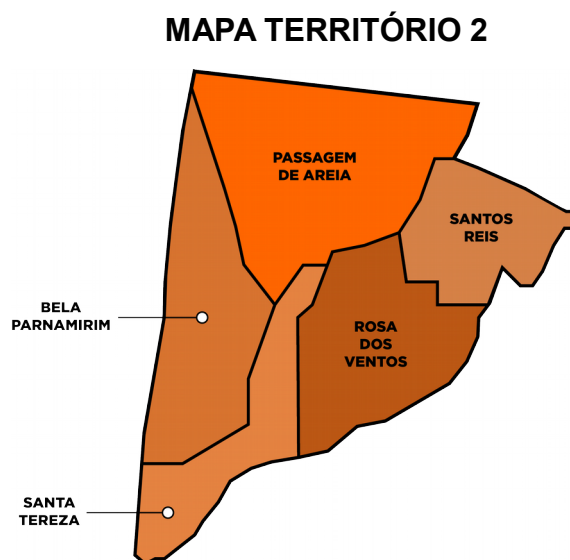 MAPA TERRITÓRIO 2
PASSAGEM
DE AREIA
SANTOS
REIS
BELA
PARNAMIRIM
ROSA
DOS
VENTOS
SANTA
TEREZA